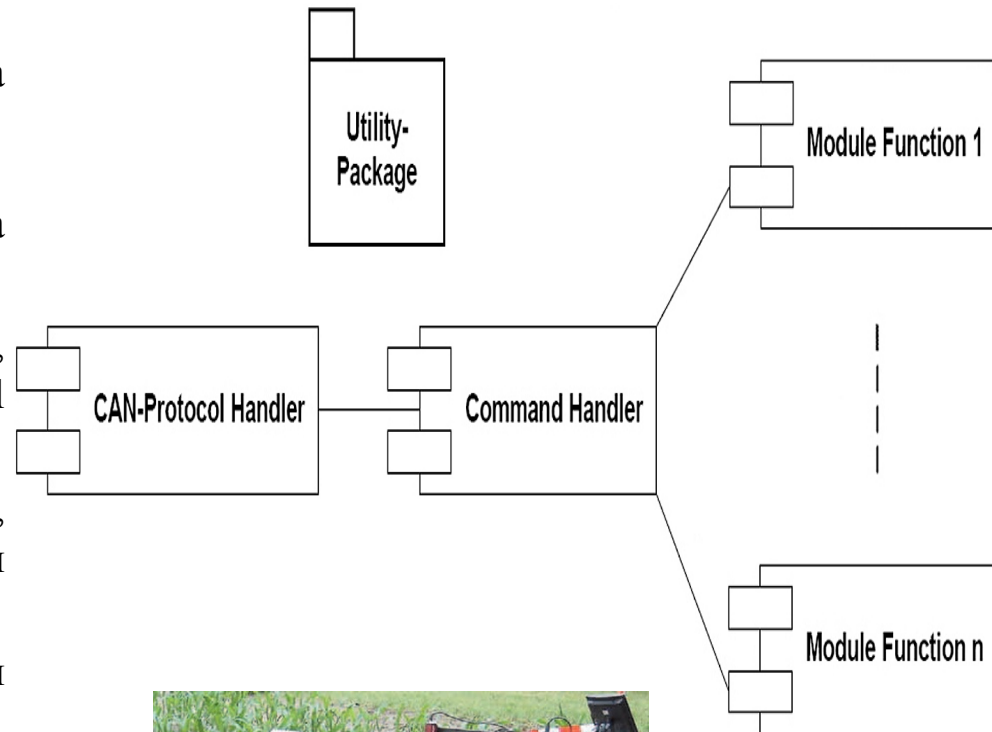 Utility-
Package
Module Function 1
CAN-Protocol Handler
Command Handler
Module Function n